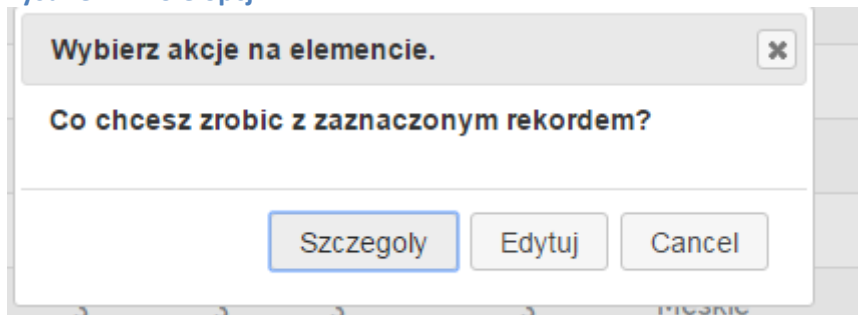 Wybierz akcje na elemencie.
Co chcesz zrobic z zaznaczonym rekordem?
Szczegoly Edytuj Cancel